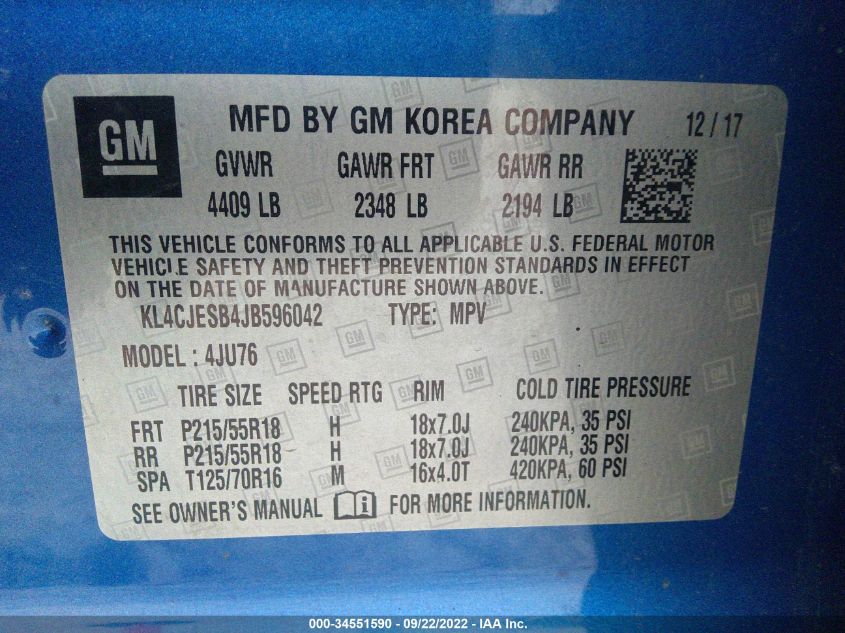 GM
MFD BY GM KOREA COMPANY 12/17
GVWR GAWR FRT GAWR RR
4409 LB 2348 LB 2194 LB
THIS VEHICLE CONFORMS TO ALL APPLICABLE U.S. FEDERAL MOTOR
VEHICLE SAFETY AND THEFT PREVENTION STANDARDS IN EFFECT
ON THE DATE OF MANUFACTURE SHOWN ABOVE.
KL4CJESB4JB596042 TYPE: MPV
MODEL : 4JU76
TIRE SIZE SPEED RTG RIM COLD TIRE PRESSURE
FRT P215/55R18 H 18x7.0J 240KPA, 35 PSI
RR P215/55R18 H 18x7.0J 240KPA, 35 PSI
SPA T125/70R16 M 16x4.0T 420KPA, 60 PSI
SEE OWNER'S MANUAL FOR MORE INFORMATION.
000-34551590 - 09/22/2022 - IAA Inc.